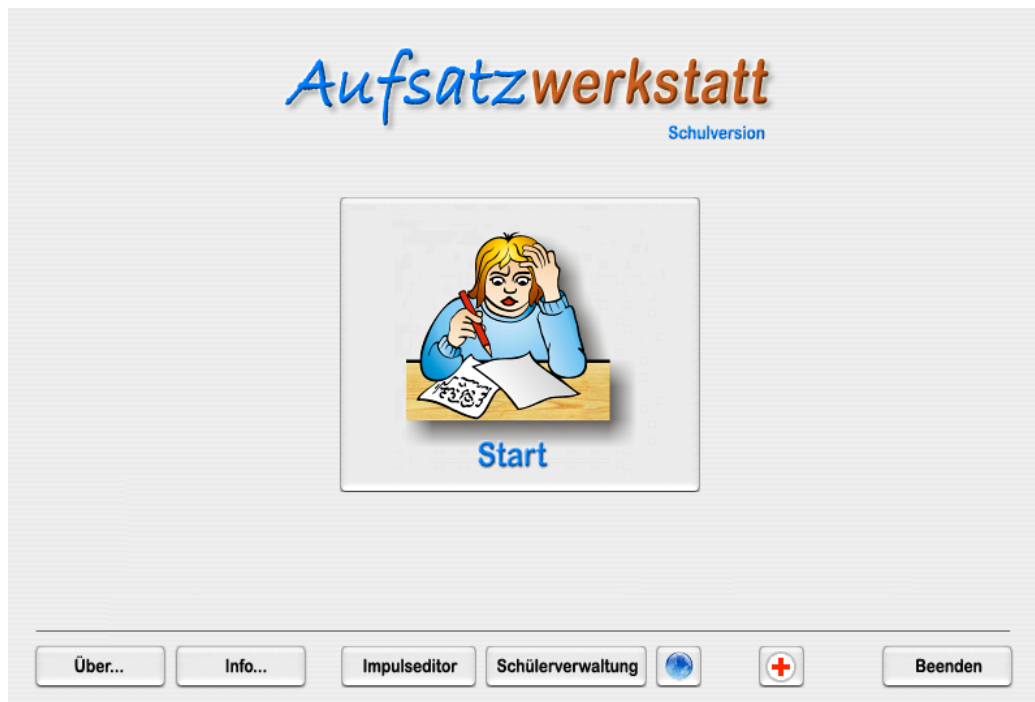 Aufsatzwerkstatt
Schulversion
Start
Über... Info... Impulseditor Schülerverwaltung Beenden